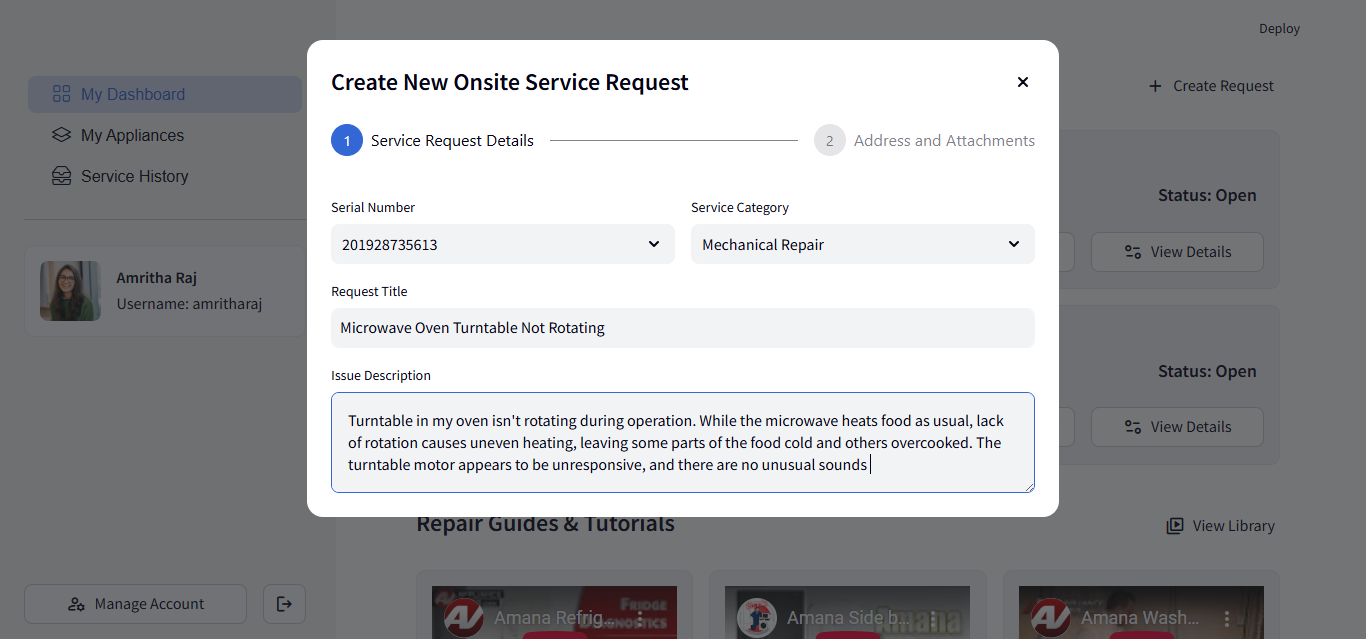 Deploy
My Dashboard
My Appliances
Service History
Amritha Raj
Username: amritharaj
Manage Account
Create Request
Status: Open
View Details
Status: Open
View Details
Create New Onsite Service Request
1 Service Request Details
2 Address and Attachments
Serial Number
201928735613
Service Category
Mechanical Repair
Request Title
Microwave Oven Turntable Not Rotating
Issue Description
Turntable in my oven isn't rotating during operation. While the microwave heats food as usual, lack
of rotation causes uneven heating, leaving some parts of the food cold and others overcooked. The
turntable motor appears to be unresponsive, and there are no unusual sounds
Repair Guides & Tutorials
View Library
AV
Amana Refrig...
FRIDGE
Amana Side b...
Amana
AV
Amana Wash...